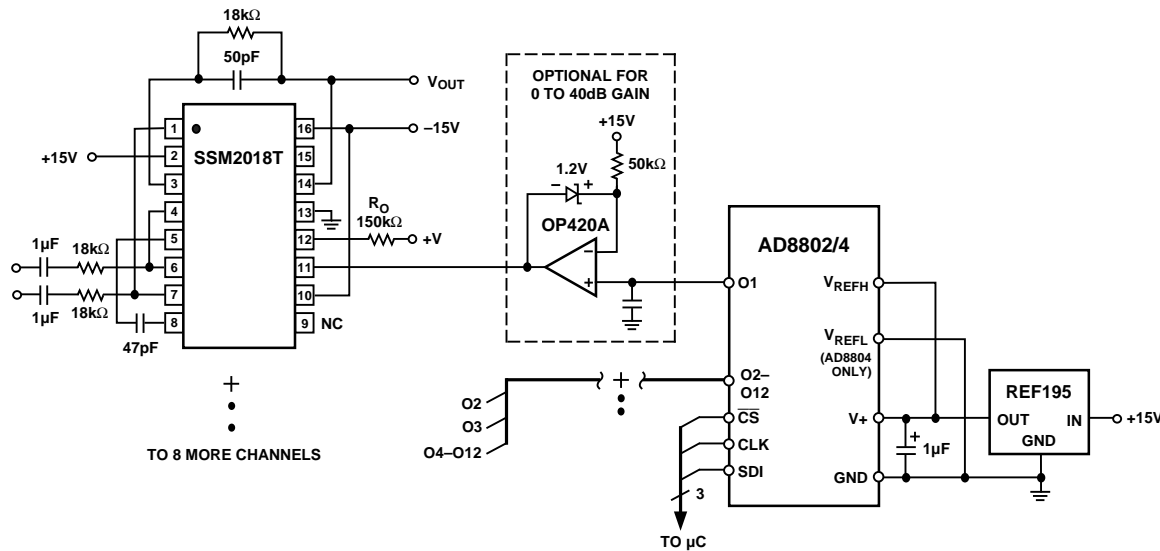 18kΩ
50pF
VOUT
OPTIONAL FOR
0 TO 40dB GAIN
+15V
50kΩ
1.2V
– +
OP420A
–
+
SSM2018T
1
2
3
4
5
6
7
8
16
15
14
13
12
11
10
9
–15V
+15V
RO
150kΩ
+V
NC
1µF
18kΩ
18kΩ
1µF
47pF
TO 8 MORE CHANNELS
AD8802/4
O1
VREFH
VREFL
(AD8804
ONLY)
O2–
O12
CS
CLK
SDI
V+
GND
O2
O3
O4–O12
3
TO µC
+
1µF
REF195
OUT
IN
GND
+15V